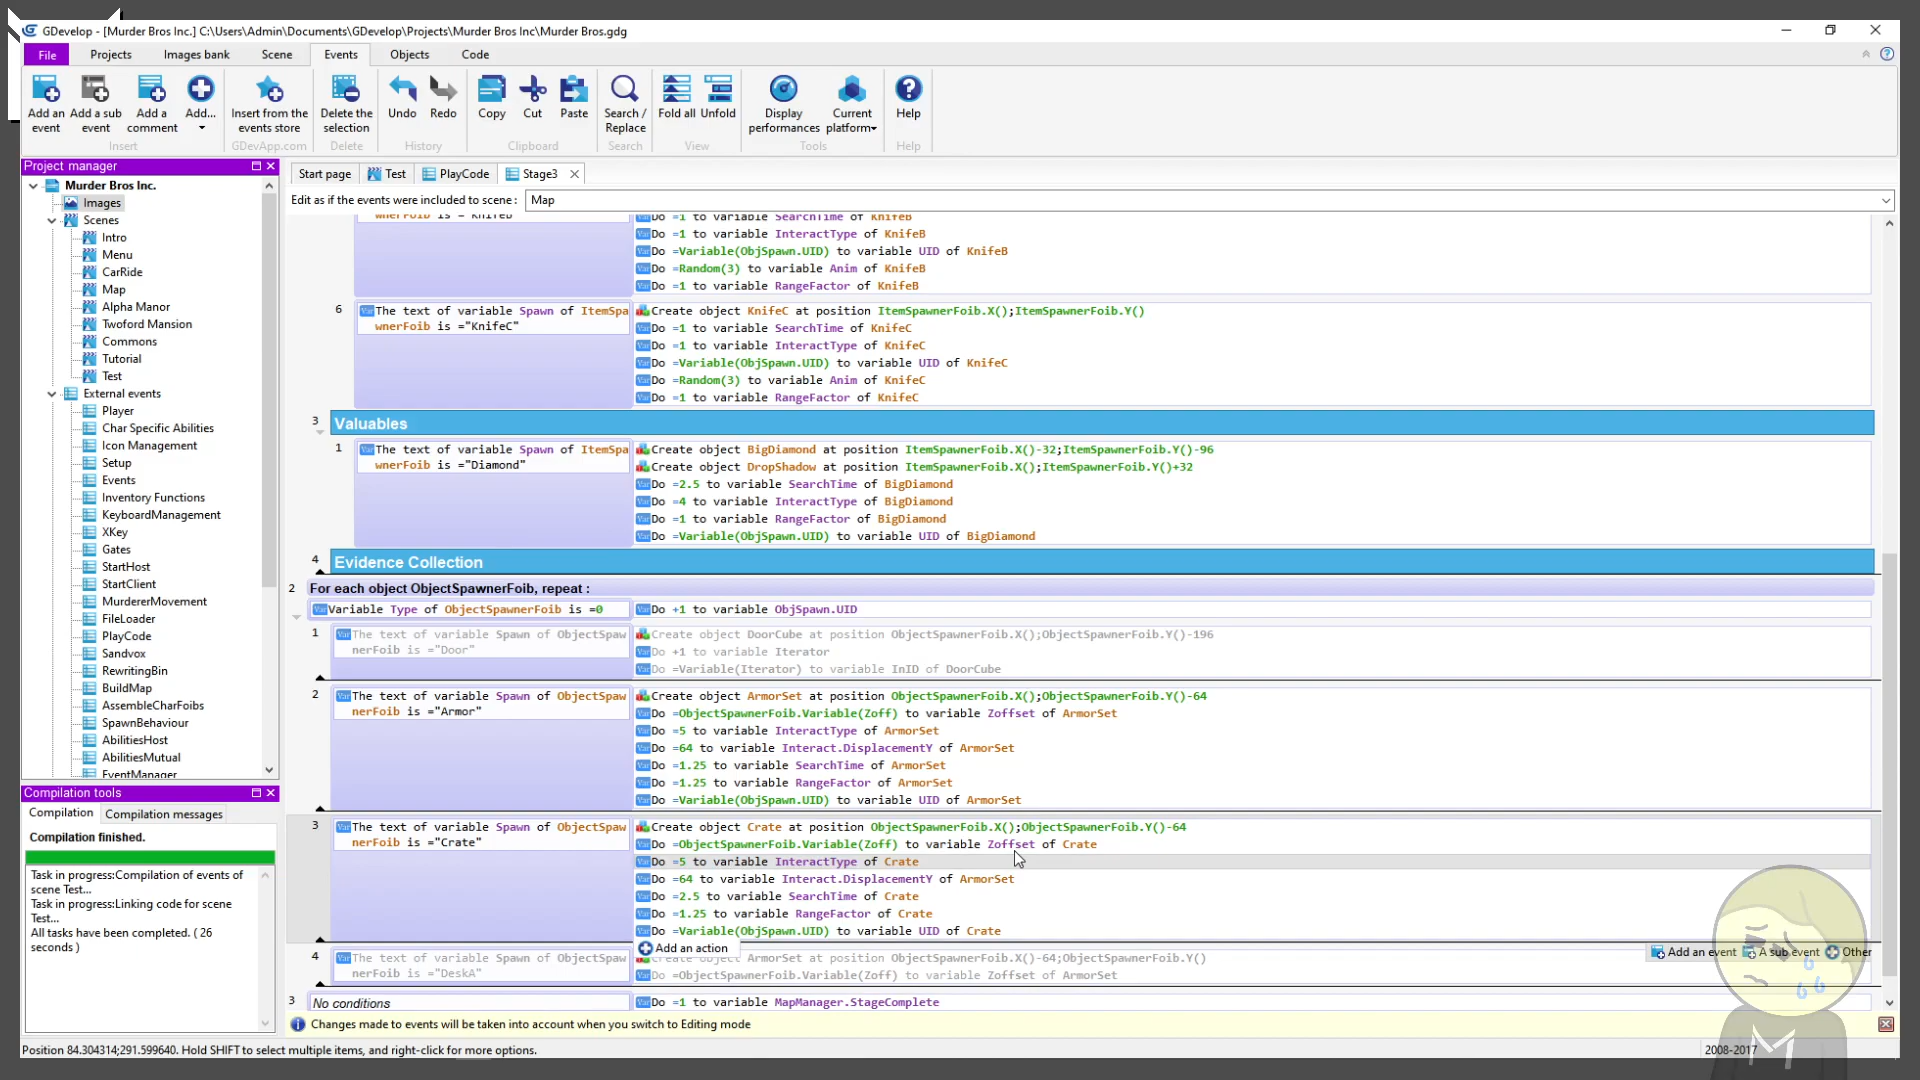 GDevelop - [Murder Bros Inc.] C:\Users\Admin\Documents\GDevelop\Projects\Murder Bros Inc\Murder Bros.gdg
File Projects Images bank Scene Events Objects Code
Add an event
Add a sub event
Add a comment
Add...
Insert from the events store
Delete the selection
Undo
Redo
Copy
Cut
Paste
Search / Replace
Fold all
Unfold
Display performances
Current platform
Help
Insert GDevApp.com Delete History Clipboard Search View Tools Help
Project manager
Murder Bros Inc.
Images
Scenes
Intro
Menu
CarRide
Map
Alpha Manor
Twoford Mansion
Commons
Tutorial
Test
External events
Player
Char Specific Abilities
Icon Management
Setup
Events
Inventory Functions
KeyboardManagement
XKey
Gates
StartHost
StartClient
MurdererMovement
FileLoader
PlayCode
Sandvox
RewritingBin
BuildMap
AssembleCharFoibs
SpawnBehaviour
AbilitiesHost
AbilitiesMutual
EventManager
Compilation tools
Compilation Compilation messages
Compilation finished.
Task in progress:Compilation of events of
scene Test...
Task in progress:Linking code for scene
Test...
All tasks have been completed. ( 26
seconds )
Start page Test PlayCode Stage3
Edit as if the events were included to scene : Map
wnerFoib is ="KnifeB"
Do =1 to variable SearchTime of KnifeB
Do =1 to variable InteractType of KnifeB
Do =Variable(ObjSpawn.UID) to variable UID of KnifeB
Do =Random(3) to variable Anim of KnifeB
Do =1 to variable RangeFactor of KnifeB
6
The text of variable Spawn of ItemSpa
wnerFoib is ="KnifeC"
Create object KnifeC at position ItemSpawnerFoib.X();ItemSpawnerFoib.Y()
Do =1 to variable SearchTime of KnifeC
Do =1 to variable InteractType of KnifeC
Do =Variable(ObjSpawn.UID) to variable UID of KnifeC
Do =Random(3) to variable Anim of KnifeC
Do =1 to variable RangeFactor of KnifeC
3 Valuables
1
The text of variable Spawn of ItemSpa
wnerFoib is ="Diamond"
Create object BigDiamond at position ItemSpawnerFoib.X()-32;ItemSpawnerFoib.Y()-96
Create object DropShadow at position ItemSpawnerFoib.X();ItemSpawnerFoib.Y()+32
Do =2.5 to variable SearchTime of BigDiamond
Do =4 to variable InteractType of BigDiamond
Do =1 to variable RangeFactor of BigDiamond
Do =Variable(ObjSpawn.UID) to variable UID of BigDiamond
4 Evidence Collection
2 For each object ObjectSpawnerFoib, repeat :
Variable Type of ObjectSpawnerFoib is =0
Do +1 to variable ObjSpawn.UID
1
The text of variable Spawn of ObjectSpaw
nerFoib is ="Door"
Create object DoorCube at position ObjectSpawnerFoib.X();ObjectSpawnerFoib.Y()-196
Do +1 to variable Iterator
Do =Variable(Iterator) to variable InID of DoorCube
2
The text of variable Spawn of ObjectSpaw
nerFoib is ="Armor"
Create object ArmorSet at position ObjectSpawnerFoib.X();ObjectSpawnerFoib.Y()-64
Do =ObjectSpawnerFoib.Variable(Zoff) to variable Zoffset of ArmorSet
Do =5 to variable InteractType of ArmorSet
Do =64 to variable Interact.DisplacementY of ArmorSet
Do =1.25 to variable SearchTime of ArmorSet
Do =1.25 to variable RangeFactor of ArmorSet
Do =Variable(ObjSpawn.UID) to variable UID of ArmorSet
3
The text of variable Spawn of ObjectSpaw
nerFoib is ="Crate"
Create object Crate at position ObjectSpawnerFoib.X();ObjectSpawnerFoib.Y()-64
Do =ObjectSpawnerFoib.Variable(Zoff) to variable Zoffset of Crate
Do =5 to variable InteractType of Crate
Do =64 to variable Interact.DisplacementY of ArmorSet
Do =2.5 to variable SearchTime of Crate
Do =1.25 to variable RangeFactor of Crate
Do =Variable(ObjSpawn.UID) to variable UID of Crate
Add an action
Add an event A sub event Other
4
The text of variable Spawn of ObjectSpaw
nerFoib is ="DeskA"
Create object ArmorSet at position ObjectSpawnerFoib.X()-64;ObjectSpawnerFoib.Y()
Do =ObjectSpawnerFoib.Variable(Zoff) to variable Zoffset of ArmorSet
3 No conditions
Do =1 to variable MapManager.StageComplete
Changes made to events will be taken into account when you switch to Editing mode
Position 84.304314;291.599640. Hold SHIFT to select multiple items, and right-click for more options.
2008-2017